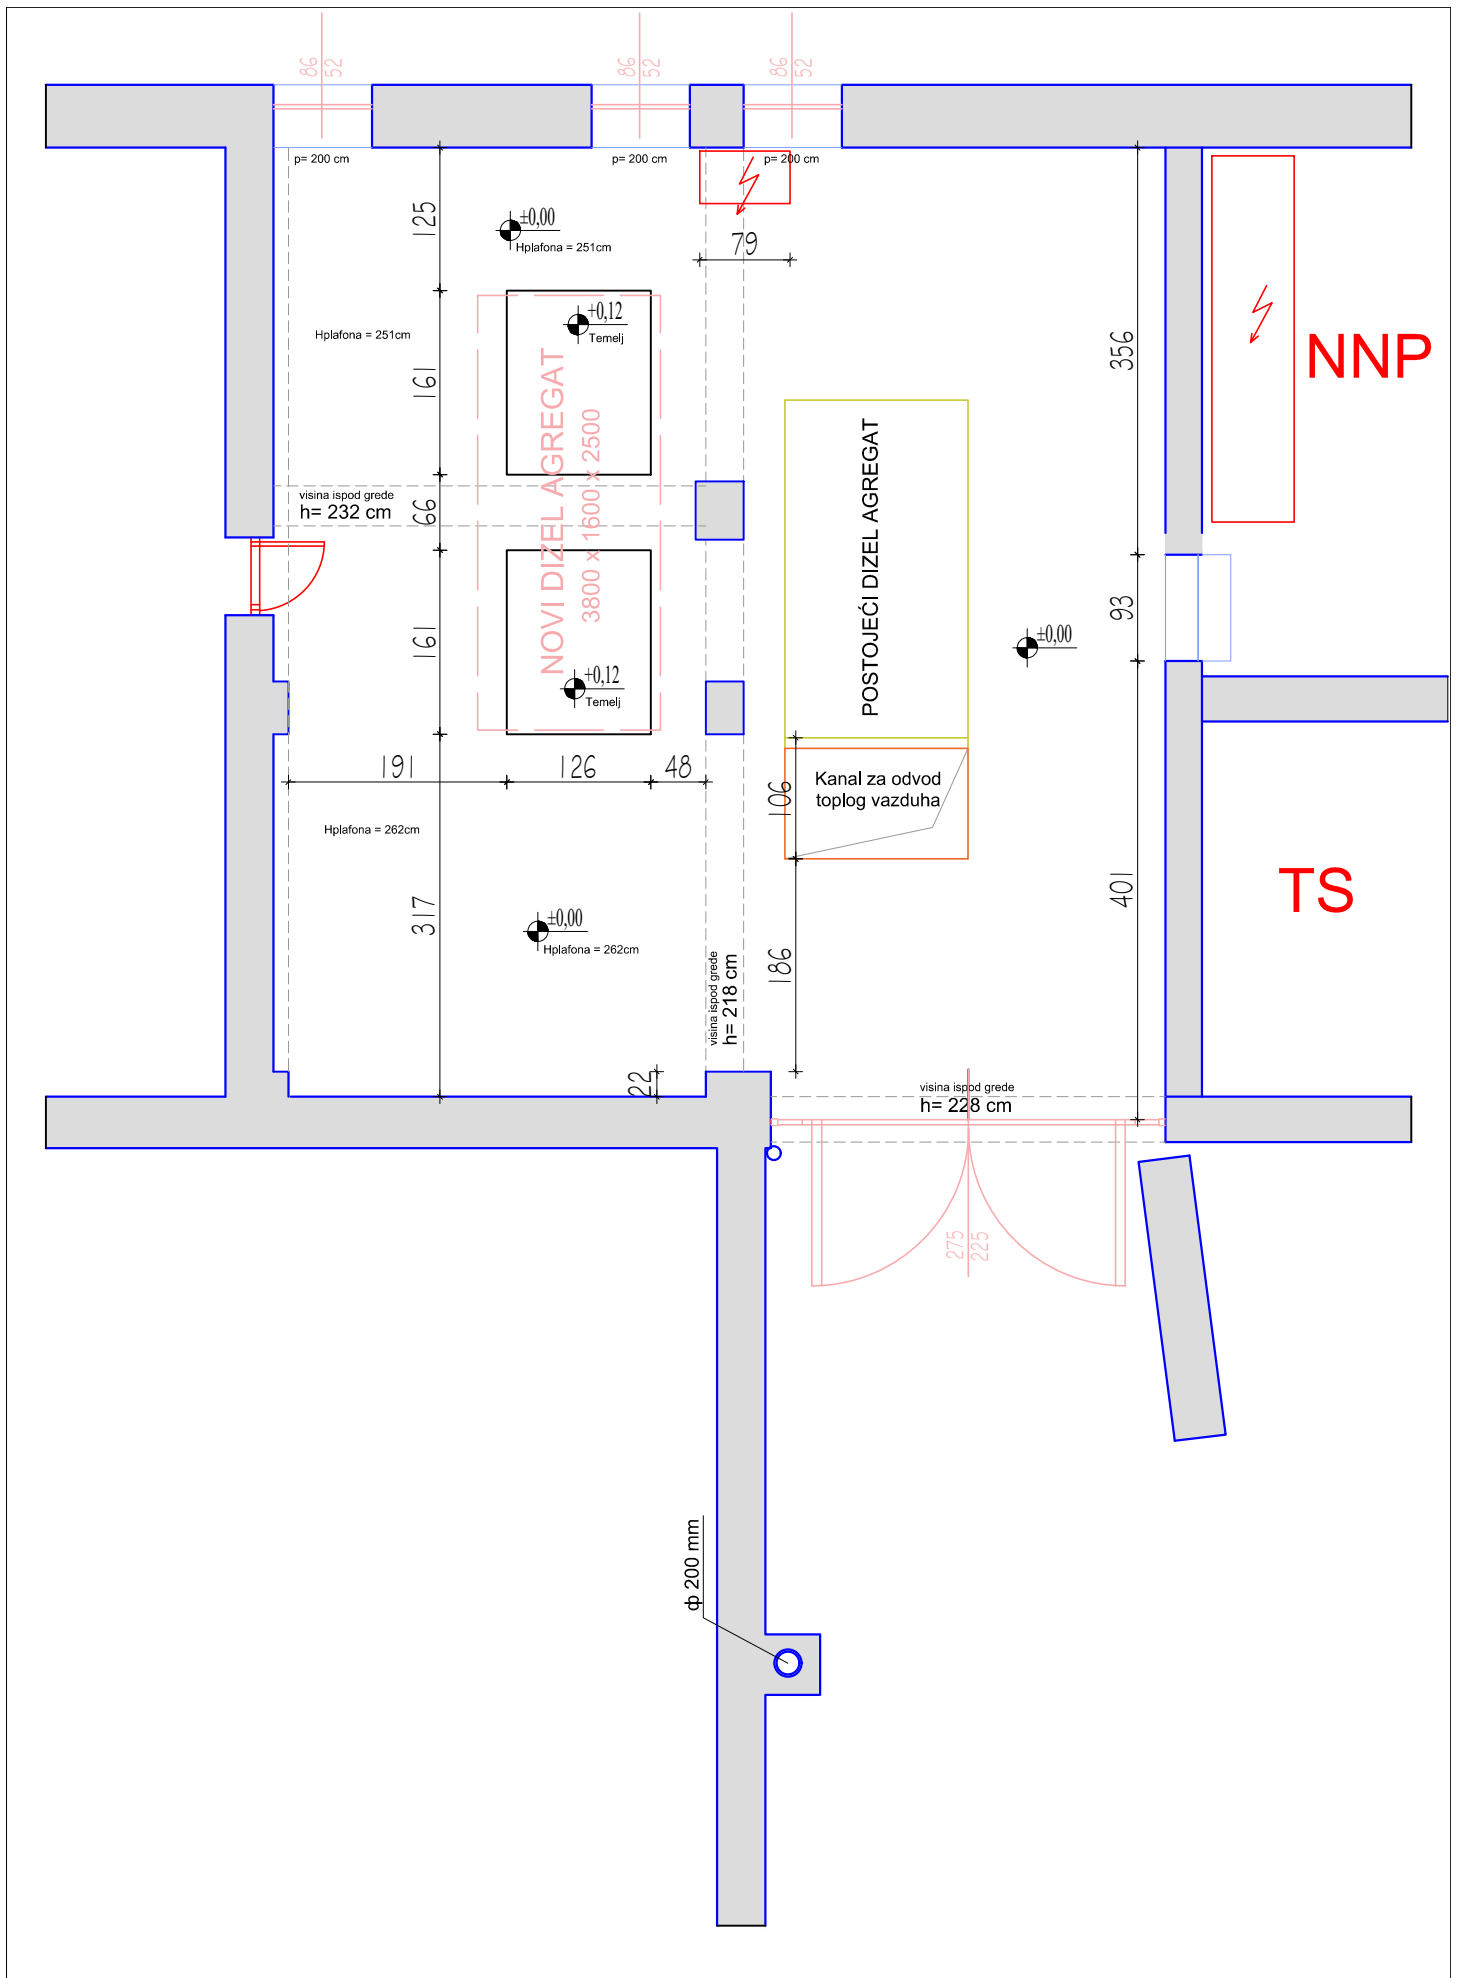 86
52
86
52
86
52
p= 200 cm
p= 200 cm
p= 200 cm
125
±0,00
Hplafona = 251cm
79
+0,12
Temelj
Hplafona = 251cm
161
356
NNP
NOVI DIZEL AGREGAT
3800 x 1600 x 2500
POSTOJEĆI DIZEL AGREGAT
visina ispod grede
h= 232 cm
66
93
161
±0,00
+0,12
Temelj
191
126
48
106
Kanal za odvod
toplog vazduha
Hplafona = 262cm
401
TS
317
±0,00
Hplafona = 262cm
186
visina ispod grede
h= 218 cm
22
visina ispod grede
h= 228 cm
275
225
ф 200 mm